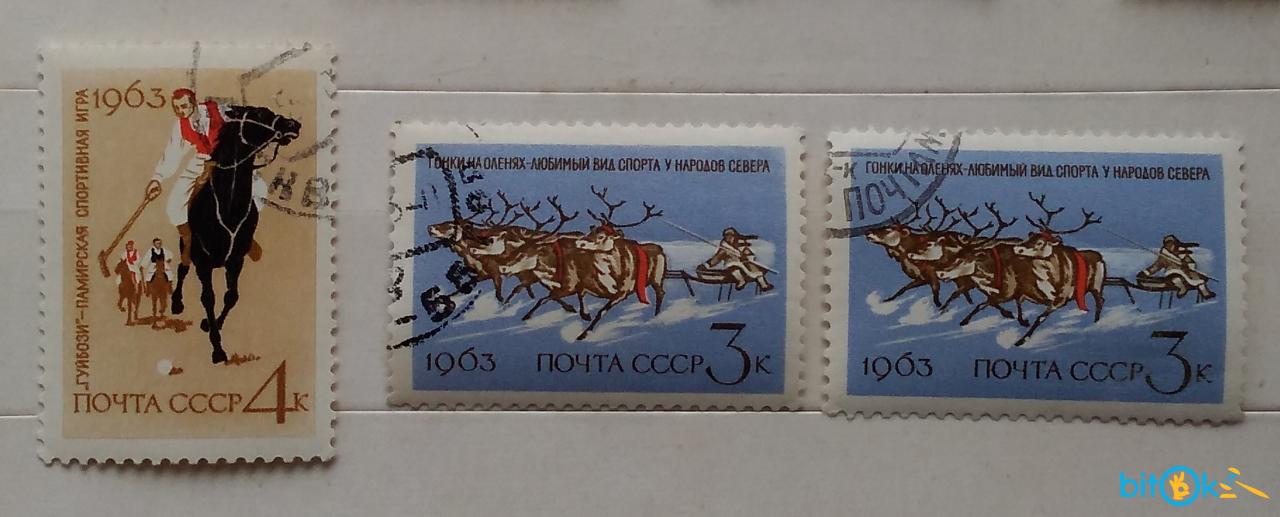 1963
„ГУЙБОЗИ"-ПАМИРСКАЯ СПОРТИВНАЯ ИГРА
ПОЧТА СССР 4 К
ГОНКИ НА ОЛЕНЯХ-ЛЮБИМЫЙ ВИД СПОРТА У НАРОДОВ СЕВЕРА
1963 ПОЧТА СССР 3 К
ГОНКИ НА ОЛЕНЯХ-ЛЮБИМЫЙ ВИД СПОРТА У НАРОДОВ СЕВЕРА
ПОЧТАМ
1963 ПОЧТА СССР 3 К
bitok